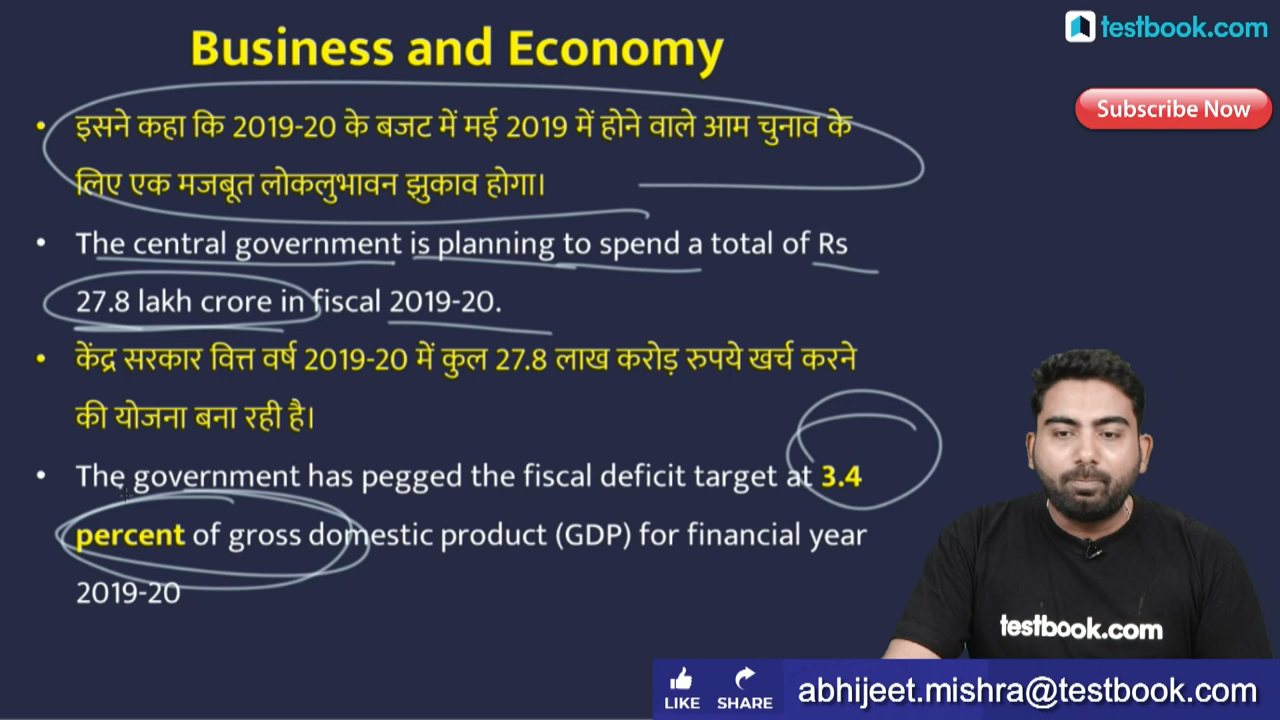 Business and Economy
testbook.com
Subscribe Now
• इसने कहा कि 2019-20 के बजट में मई 2019 में होने वाले आम चुनाव के
लिए एक मजबूत लोकलुभावन झुकाव होगा।
• The central government is planning to spend a total of Rs
27.8 lakh crore in fiscal 2019-20.
• केंद्र सरकार वित्त वर्ष 2019-20 में कुल 27.8 लाख करोड़ रुपये खर्च करने
की योजना बना रही है।
• The government has pegged the fiscal deficit target at 3.4
percent of gross domestic product (GDP) for financial year
2019-20
testbook.com
LIKE SHARE abhijeet.mishra@testbook.com